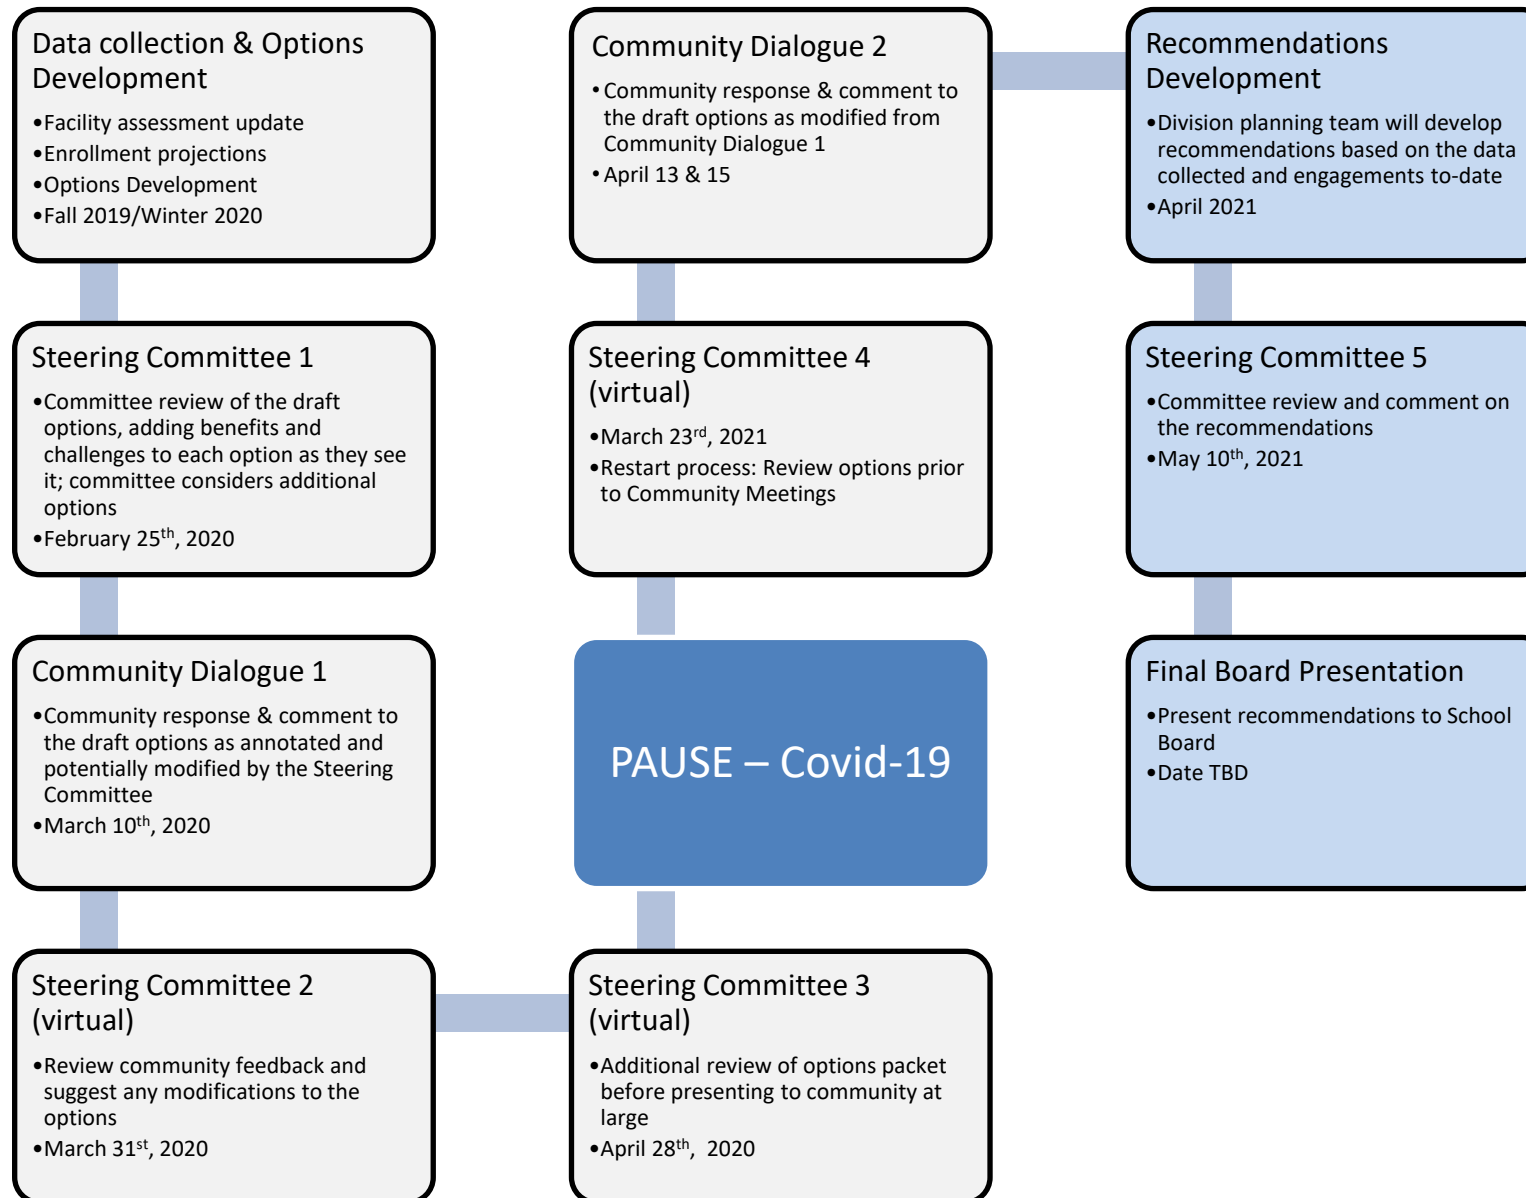 Data collection & Options
Development
•Facility assessment update
•Enrollment projections
•Options Development
•Fall 2019/Winter 2020
Steering Committee 1
•Committee review of the draft
options, adding benefits and
challenges to each option as they see
it; committee considers additional
options
•February 25th, 2020
Community Dialogue 1
•Community response & comment to
the draft options as annotated and
potentially modified by the Steering
Committee
•March 10th, 2020
Steering Committee 2
(virtual)
•Review community feedback and
suggest any modifications to the
options
•March 31st, 2020
Steering Committee 3
(virtual)
•Additional review of options packet
before presenting to community at
large
•April 28th, 2020
PAUSE – Covid-19
Steering Committee 4
(virtual)
•March 23rd, 2021
•Restart process: Review options prior
to Community Meetings
Community Dialogue 2
•Community response & comment to
the draft options as modified from
Community Dialogue 1
•April 13 & 15
Recommendations
Development
•Division planning team will develop
recommendations based on the data
collected and engagements to-date
•April 2021
Steering Committee 5
•Committee review and comment on
the recommendations
•May 10th, 2021
Final Board Presentation
•Present recommendations to School
Board
•Date TBD